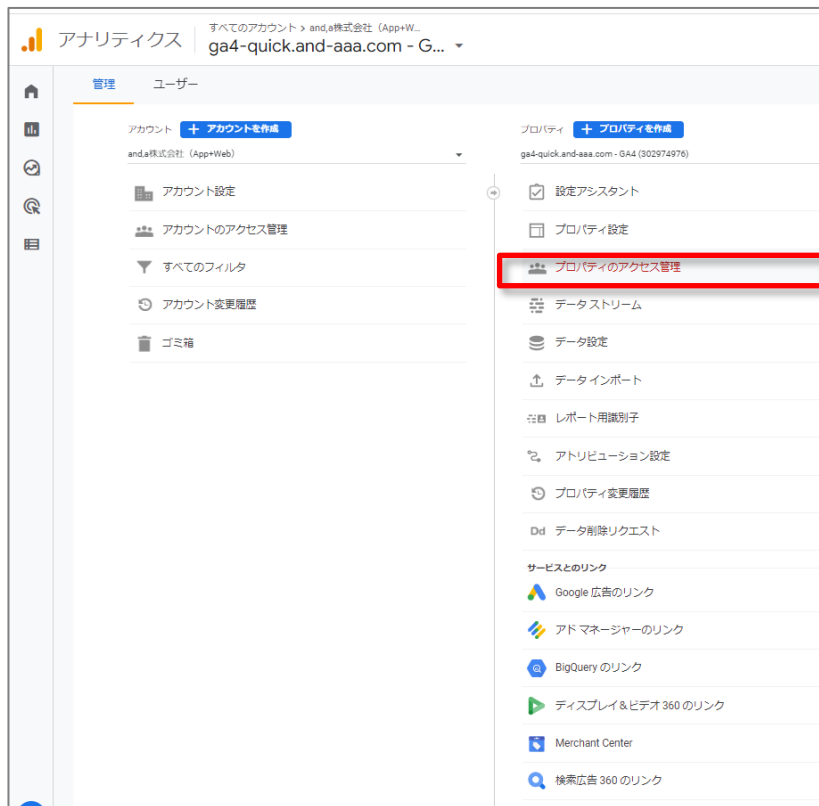 アナリティクス
すべてのアカウント > and,a株式会社（App+W...
ga4-quick.and-aaa.com - G...
管理
ユーザー
アカウント
+ アカウントを作成
and,a株式会社（App+Web）
アカウント設定
アカウントのアクセス管理
すべてのフィルタ
アカウント変更履歴
ゴミ箱
プロパティ
+ プロパティを作成
ga4-quick.and-aaa.com - GA4 (302974976)
設定アシスタント
プロパティ設定
プロパティのアクセス管理
データ ストリーム
データ設定
データ インポート
レポート用識別子
アトリビューション設定
プロパティ変更履歴
Dd データ削除リクエスト
サービスとのリンク
Google 広告のリンク
アド マネージャーのリンク
BigQuery のリンク
ディスプレイ&ビデオ 360 のリンク
Merchant Center
検索広告 360 のリンク